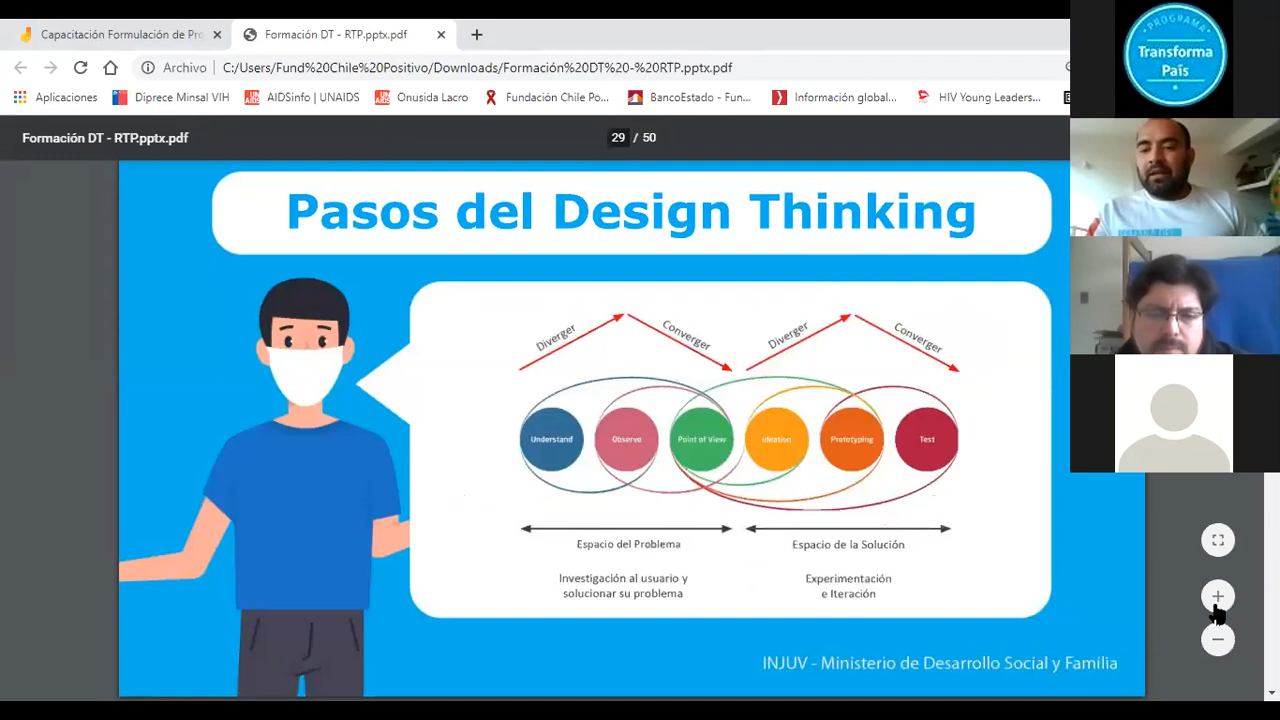 Capacitación Formulación de Pro
Formación DT - RTP.pptx.pdf
Archivo
C:/Users/Fund%20Chile%20Positivo/Downloads/Formación%20DT%20-%20RTP.pptx.pdf
Aplicaciones
Diprece Minsal VIH
AIDSinfo | UNAIDS
Onusida Lacro
Fundación Chile Po...
BancoEstado - Fun...
Información global...
HIV Young Leaders...
Formación DT - RTP.pptx.pdf
29 / 50
PROGRAMA
Transforma
País
Pasos del Design Thinking
Diverger
Converger
Diverger
Converger
Understand
Observe
Point of View
Ideation
Prototyping
Test
Espacio del Problema
Espacio de la Solución
Investigación al usuario y
solucionar su problema
Experimentación
e Iteración
INJUV - Ministerio de Desarrollo Social y Família